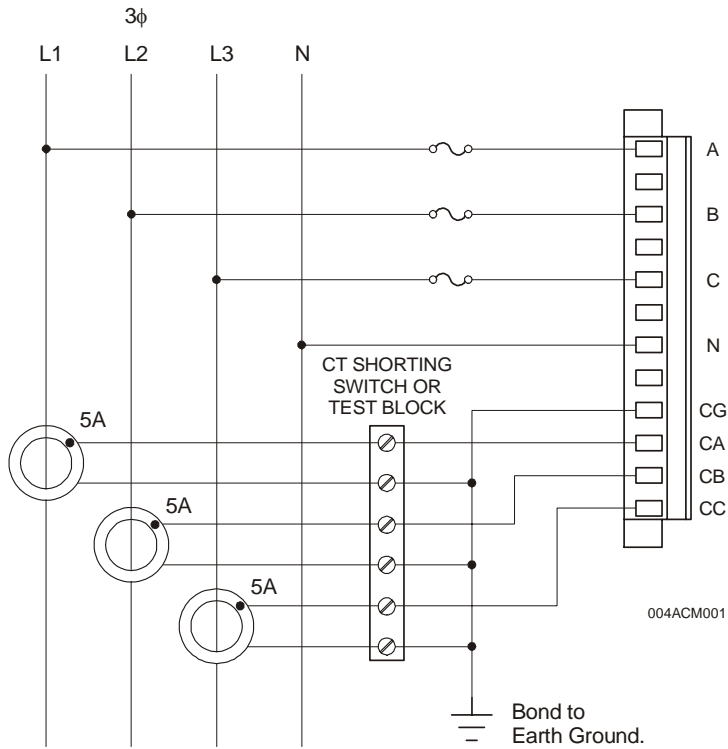 3ϕ
L1 L2 L3 N
A
B
C
N
CT SHORTING
SWITCH OR
TEST BLOCK
CG
5A
CA
CB
5A
CC
5A
004ACM001
Bond to
Earth Ground.